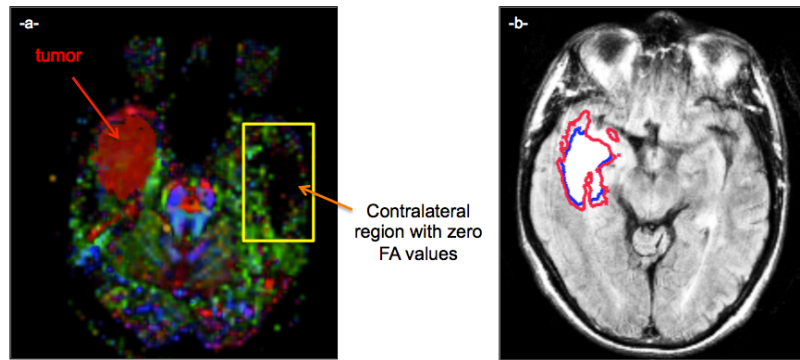 -a-
tumor
Contralateral
region with zero
FA values
-b-